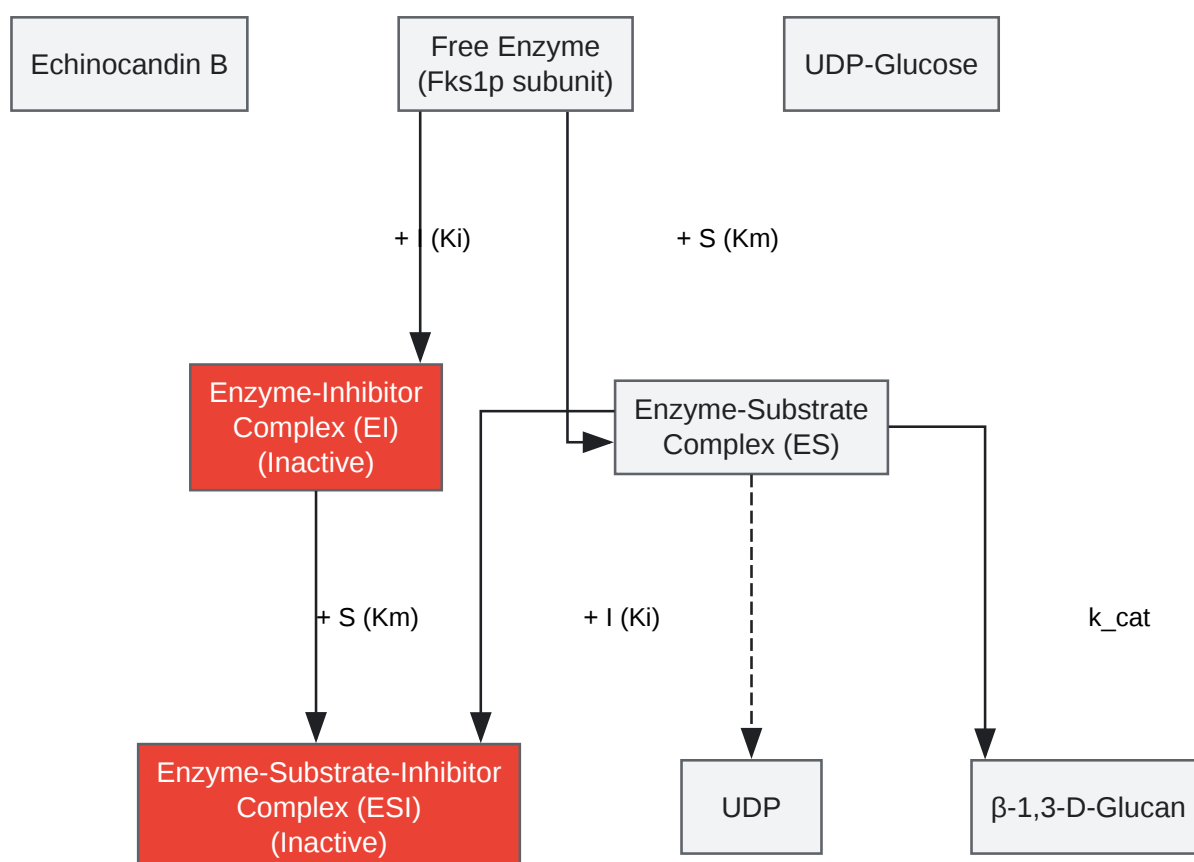 Echinocandin B
Free Enzyme
(Fks1p subunit)
UDP-Glucose
+ I (Ki)
+ S (Km)
Enzyme-Inhibitor
Complex (EI)
(Inactive)
Enzyme-Substrate
Complex (ES)
+ S (Km)
+ I (Ki)
k_cat
Enzyme-Substrate-Inhibitor
Complex (ESI)
(Inactive)
UDP
β-1,3-D-Glucan